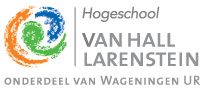 Hogeschool
VAN HALL
LARENSTEIN
ONDERDEEL VAN WAGENINGEN UR